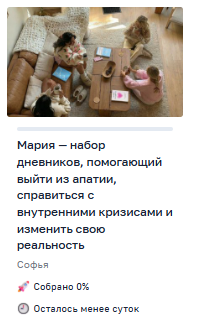 Мария — набор
дневников, помогающий
выйти из апатии,
справиться с
внутренними кризисами и
изменить свою
реальность
Софья
Собрано 0%
Осталось менее суток